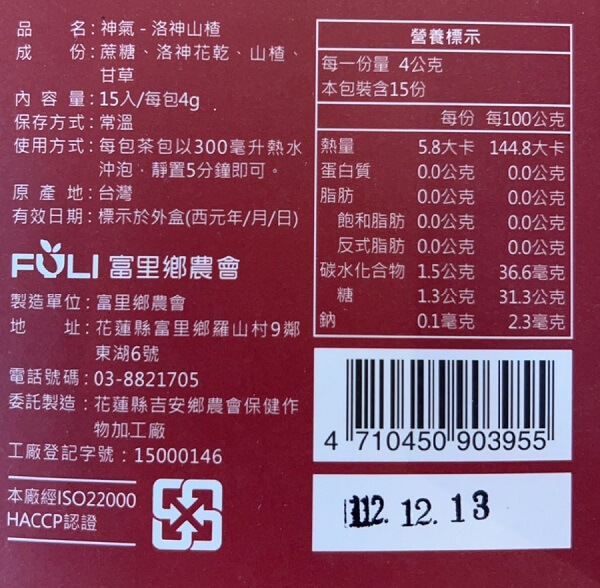 品　　名：神氣 - 洛神山楂
成　　份：蔗糖、洛神花乾、山楂、
甘草
內 容 量：15入/每包4g
保存方式：常溫
使用方式：每包茶包以300毫升熱水
沖泡，靜置5分鐘即可。
原 產 地：台灣
有效日期：標示於外盒(西元年/月/日)
FULI 富里鄉農會
製造單位：富里鄉農會
地　　址：花蓮縣富里鄉羅山村9鄰
東湖6號
電話號碼：03-8821705
委託製造：花蓮縣吉安鄉農會保健作
物加工廠
工廠登記字號：15000146
本廠經ISO22000
HACCP認證
營養標示
每一份量 4公克
本包裝含15份
每份 每100公克
熱量 5.8大卡 144.8大卡
蛋白質 0.0公克 0.0公克
脂肪 0.0公克 0.0公克
飽和脂肪 0.0公克 0.0公克
反式脂肪 0.0公克 0.0公克
碳水化合物 1.5公克 36.6毫克
糖 1.3公克 31.3公克
鈉 0.1毫克 2.3毫克
4 710450 903955
112. 12. 13